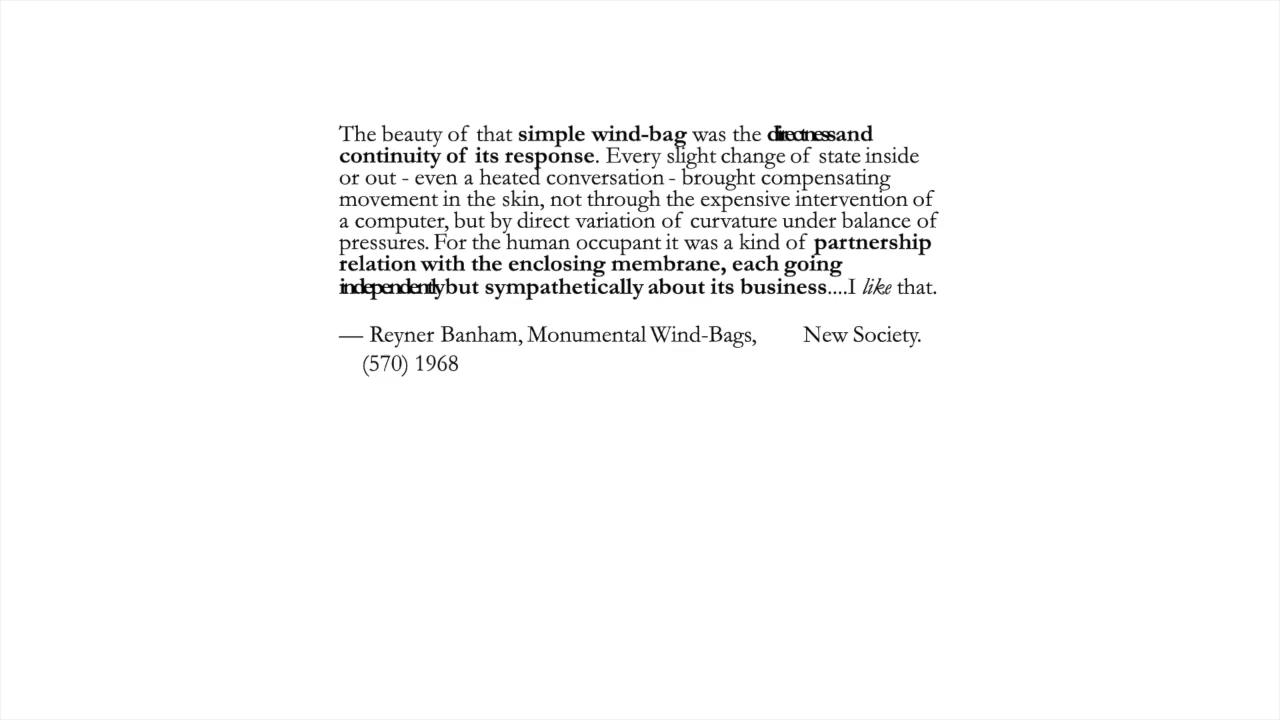 The beauty of that simple wind-bag was the directness and
continuity of its response. Every slight change of state inside
or out - even a heated conversation - brought compensating
movement in the skin, not through the expensive intervention of
a computer, but by direct variation of curvature under balance of
pressures. For the human occupant it was a kind of partnership
relation with the enclosing membrane, each going
independently but sympathetically about its business....I like that.
— Reyner Banham, Monumental Wind-Bags, New Society.
(570) 1968